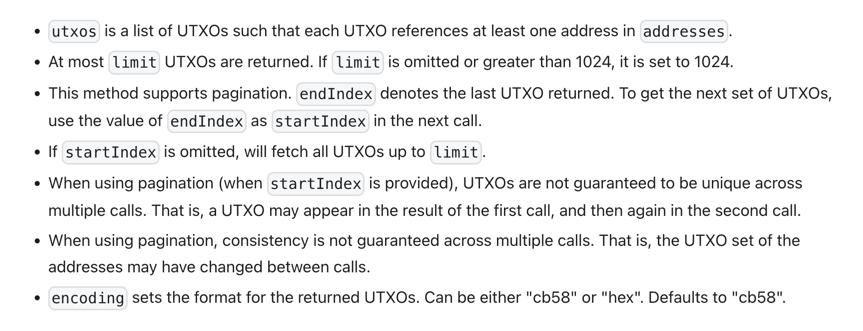 • utxos is a list of UTXOs such that each UTXO references at least one address in addresses.
• At most limit UTXOs are returned. If limit is omitted or greater than 1024, it is set to 1024.
• This method supports pagination. endIndex denotes the last UTXO returned. To get the next set of UTXOs,
use the value of endIndex as startIndex in the next call.
• If startIndex is omitted, will fetch all UTXOs up to limit.
• When using pagination (when startIndex is provided), UTXOs are not guaranteed to be unique across
multiple calls. That is, a UTXO may appear in the result of the first call, and then again in the second call.
• When using pagination, consistency is not guaranteed across multiple calls. That is, the UTXO set of the
addresses may have changed between calls.
• encoding sets the format for the returned UTXOs. Can be either "cb58" or "hex". Defaults to "cb58".